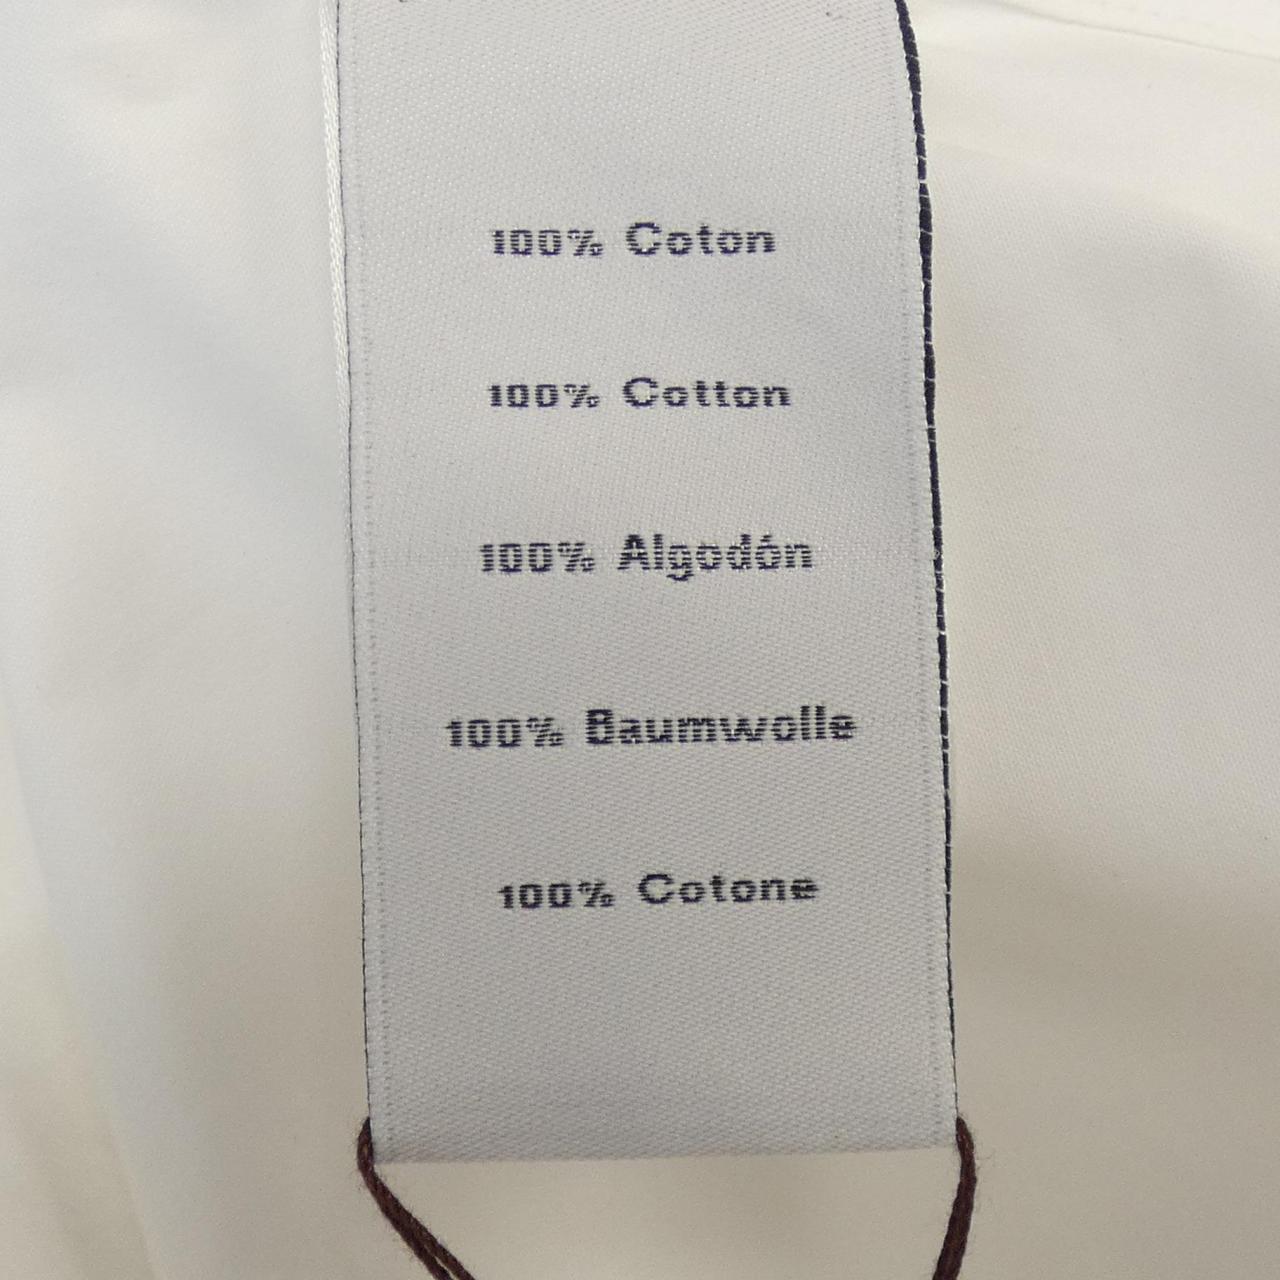 100% Coton
100% Cotton
100% Algodón
100% Baumwolle
100% Cotone